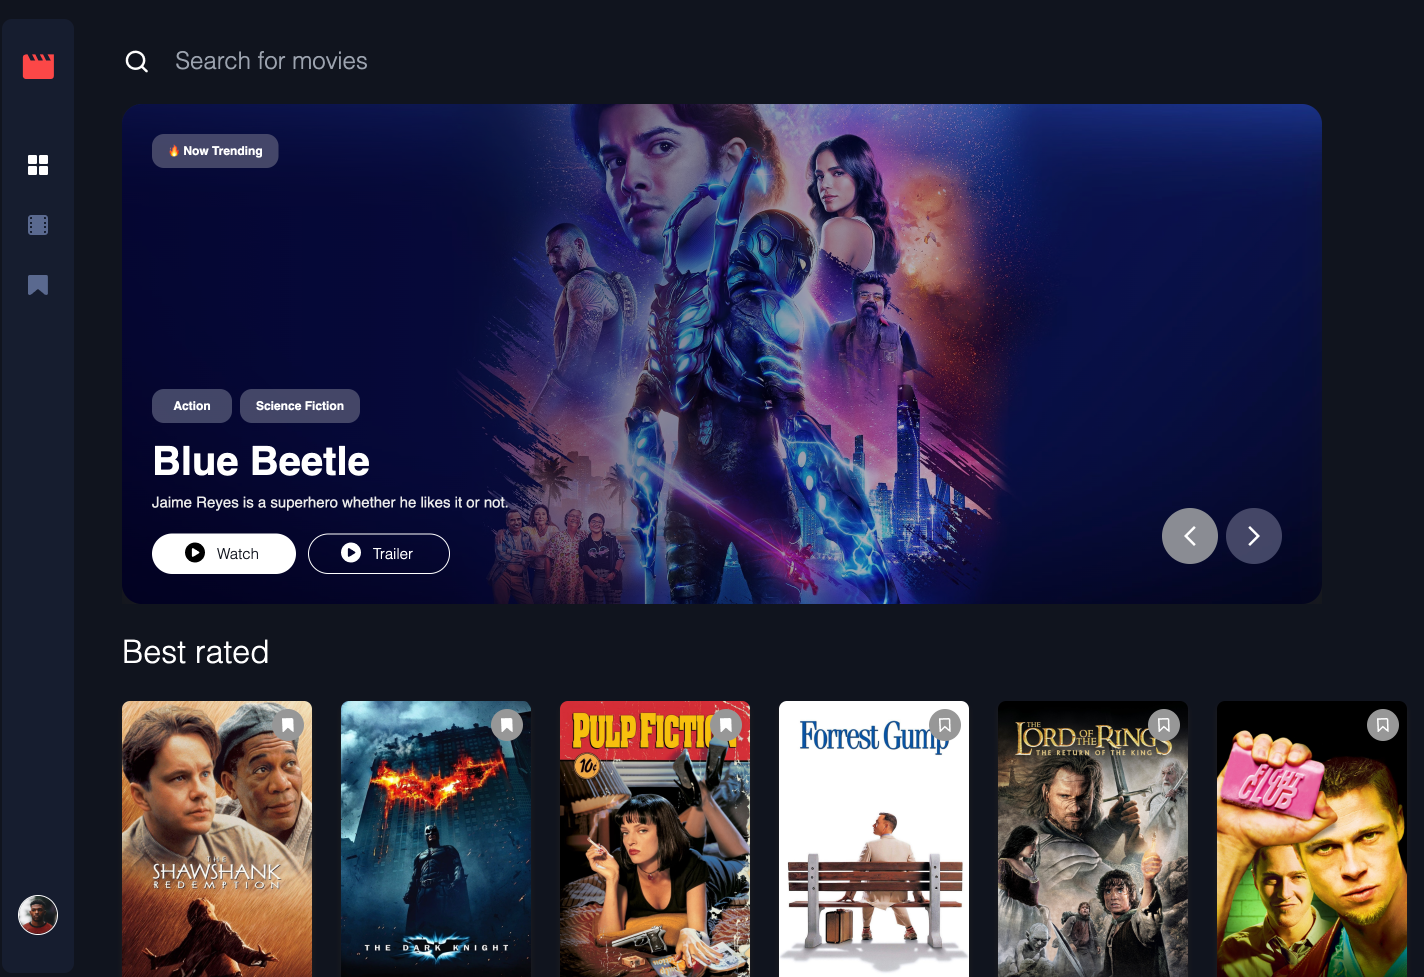 Search for movies
🔥 Now Trending
Action
Science Fiction
Blue Beetle
Jaime Reyes is a superhero whether he likes it or not.
Watch
Trailer
Best rated
THE
SHAWSHANK
REDEMPTION
THE DARK KNIGHT
PULP FICTION
10¢
Forrest Gump
THE
LORD OF THE RINGS
THE RETURN OF THE KING
FIGHT
CLUB